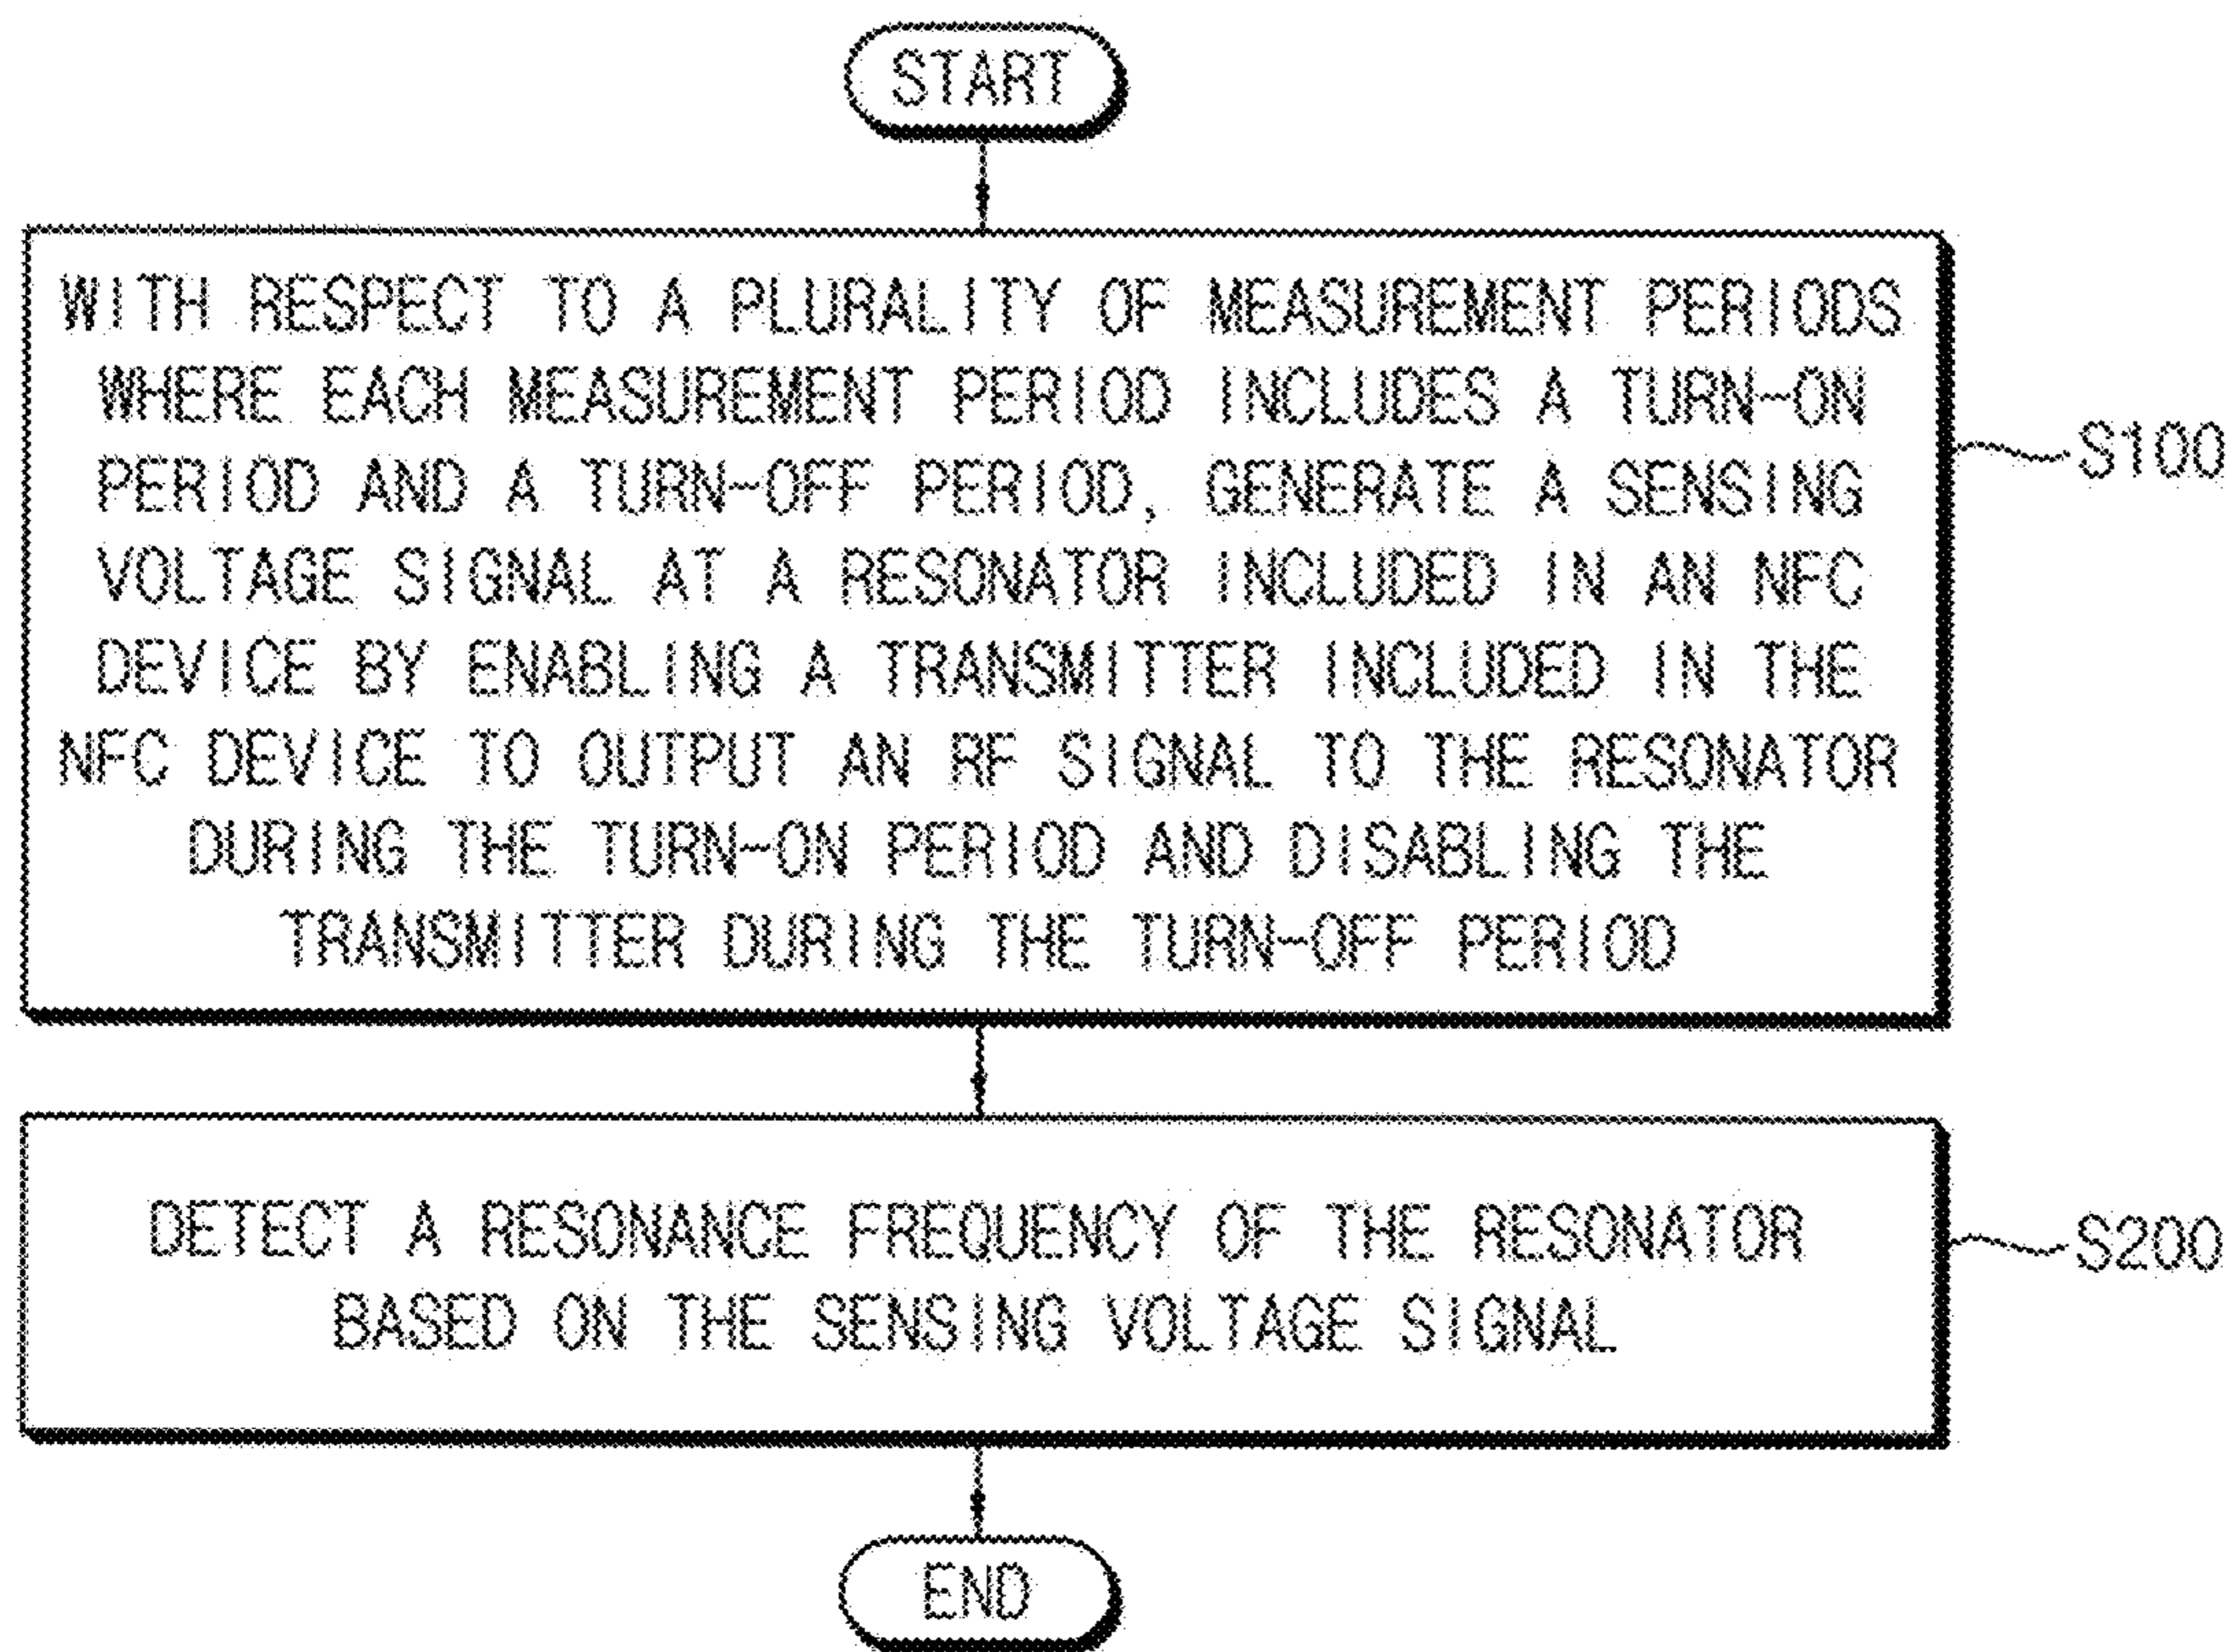 START
WITH RESPECT TO A PLURALITY OF MEASUREMENT PERIODS
WHERE EACH MEASUREMENT PERIOD INCLUDES A TURN-ON
PERIOD AND A TURN-OFF PERIOD, GENERATE A SENSING
VOLTAGE SIGNAL AT A RESONATOR INCLUDED IN AN NFC
DEVICE BY ENABLING A TRANSMITTER INCLUDED IN THE
NFC DEVICE TO OUTPUT AN RF SIGNAL TO THE RESONATOR
DURING THE TURN-ON PERIOD AND DISABLING THE
TRANSMITTER DURING THE TURN-OFF PERIOD
S100
DETECT A RESONANCE FREQUENCY OF THE RESONATOR
BASED ON THE SENSING VOLTAGE SIGNAL
S200
END